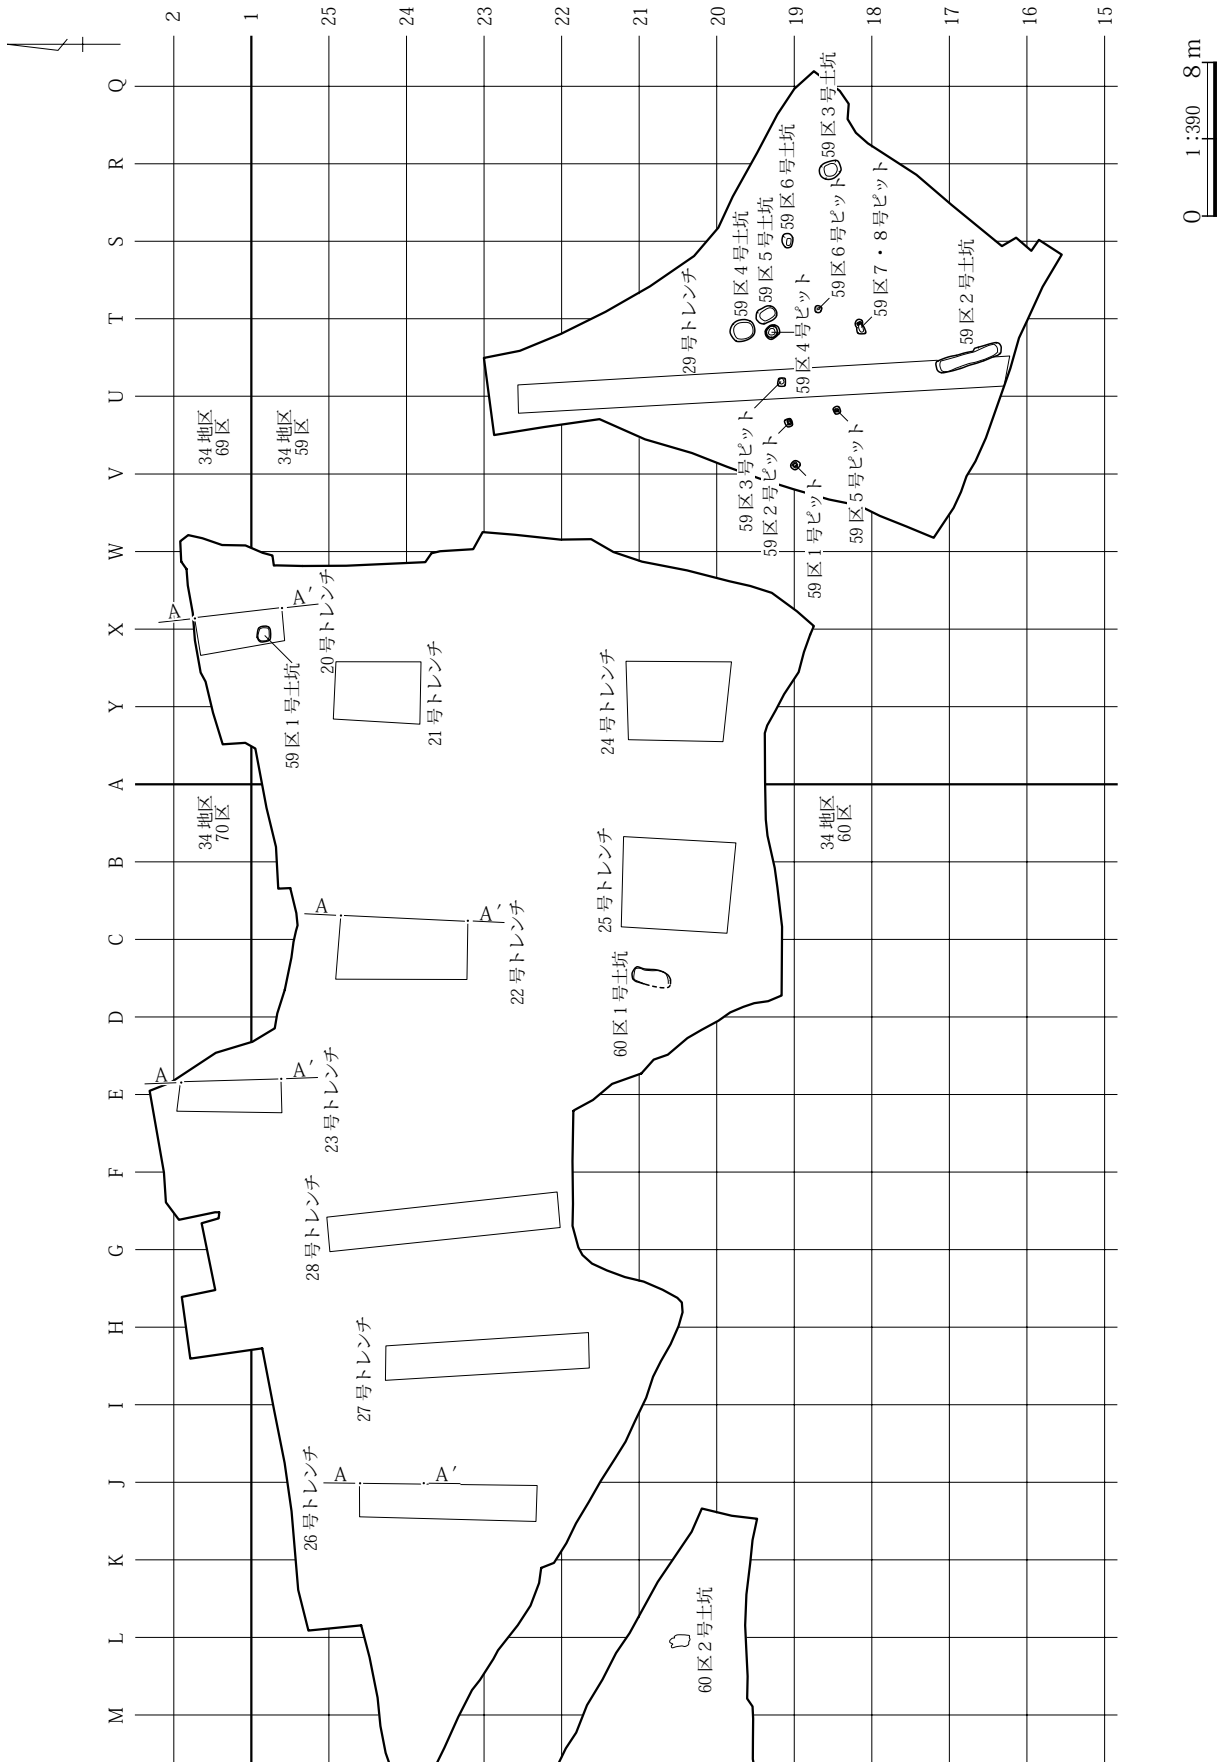 2
1
25
24
23
22
21
20
19
18
17
16
15
Q
R
S
T
U
V
W
X
Y
A
B
C
D
E
F
G
H
I
J
K
L
M
0 1:390 8m
34地区
69区
34地区
59区
34地区
70区
34地区
60区
59区3号土坑
59区6号土坑
59区4号土坑
59区5号土坑
59区6号ピット
59区7・8号ピット
59区2号土坑
29号トレンチ
59区4号ピット
59区3号ピット
59区2号ピット
59区1号ピット
59区5号ピット
A
A′
20号トレンチ
59区1号土坑
21号トレンチ
24号トレンチ
25号トレンチ
A
A′
22号トレンチ
60区1号土坑
A
A′
23号トレンチ
28号トレンチ
27号トレンチ
A
A′
26号トレンチ
60区2号土坑